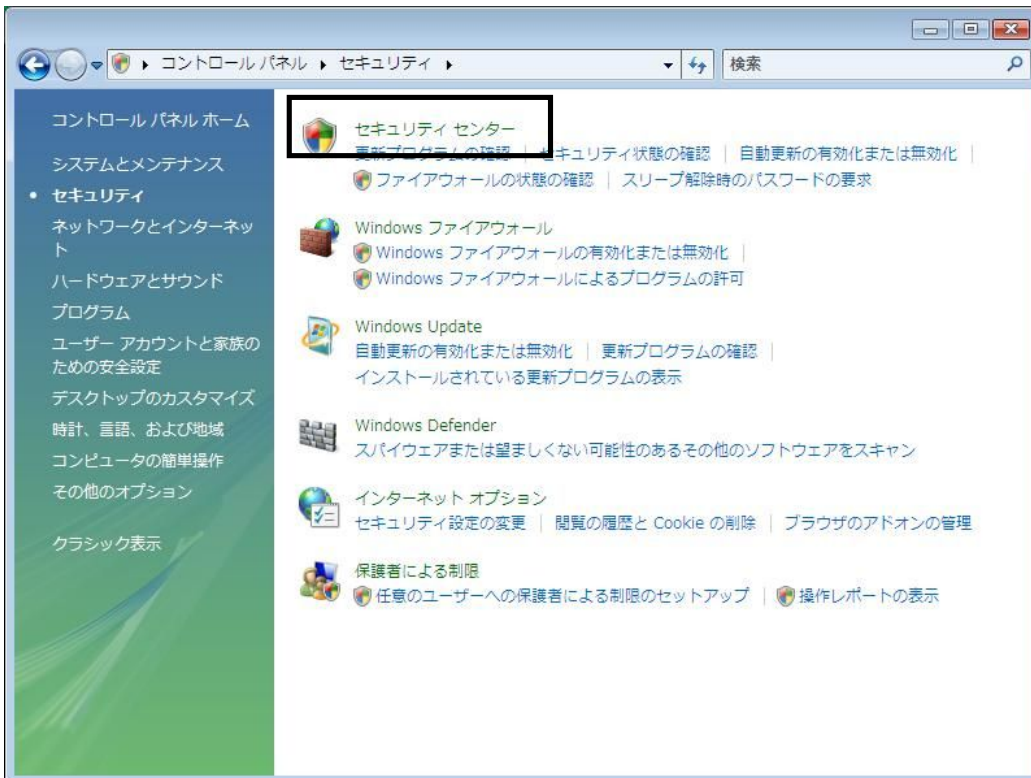 コントロール パネル ▸ セキュリティ ▸
検索
コントロール パネル ホーム
システムとメンテナンス
• セキュリティ
ネットワークとインターネッ
ト
ハードウェアとサウンド
プログラム
ユーザー アカウントと家族の
ための安全設定
デスクトップのカスタマイズ
時計、言語、および地域
コンピュータの簡単操作
その他のオプション
クラシック表示
セキュリティ センター
更新プログラムの確認 | セキュリティ状態の確認 | 自動更新の有効化または無効化 |
ファイアウォールの状態の確認 | スリープ解除時のパスワードの要求
Windows ファイアウォール
Windows ファイアウォールの有効化または無効化 |
Windows ファイアウォールによるプログラムの許可
Windows Update
自動更新の有効化または無効化 | 更新プログラムの確認 |
インストールされている更新プログラムの表示
Windows Defender
スパイウェアまたは望ましくない可能性のあるその他のソフトウェアをスキャン
インターネット オプション
セキュリティ設定の変更 | 閲覧の履歴と Cookie の削除 | ブラウザのアドオンの管理
保護者による制限
任意のユーザーへの保護者による制限のセットアップ | 操作レポートの表示